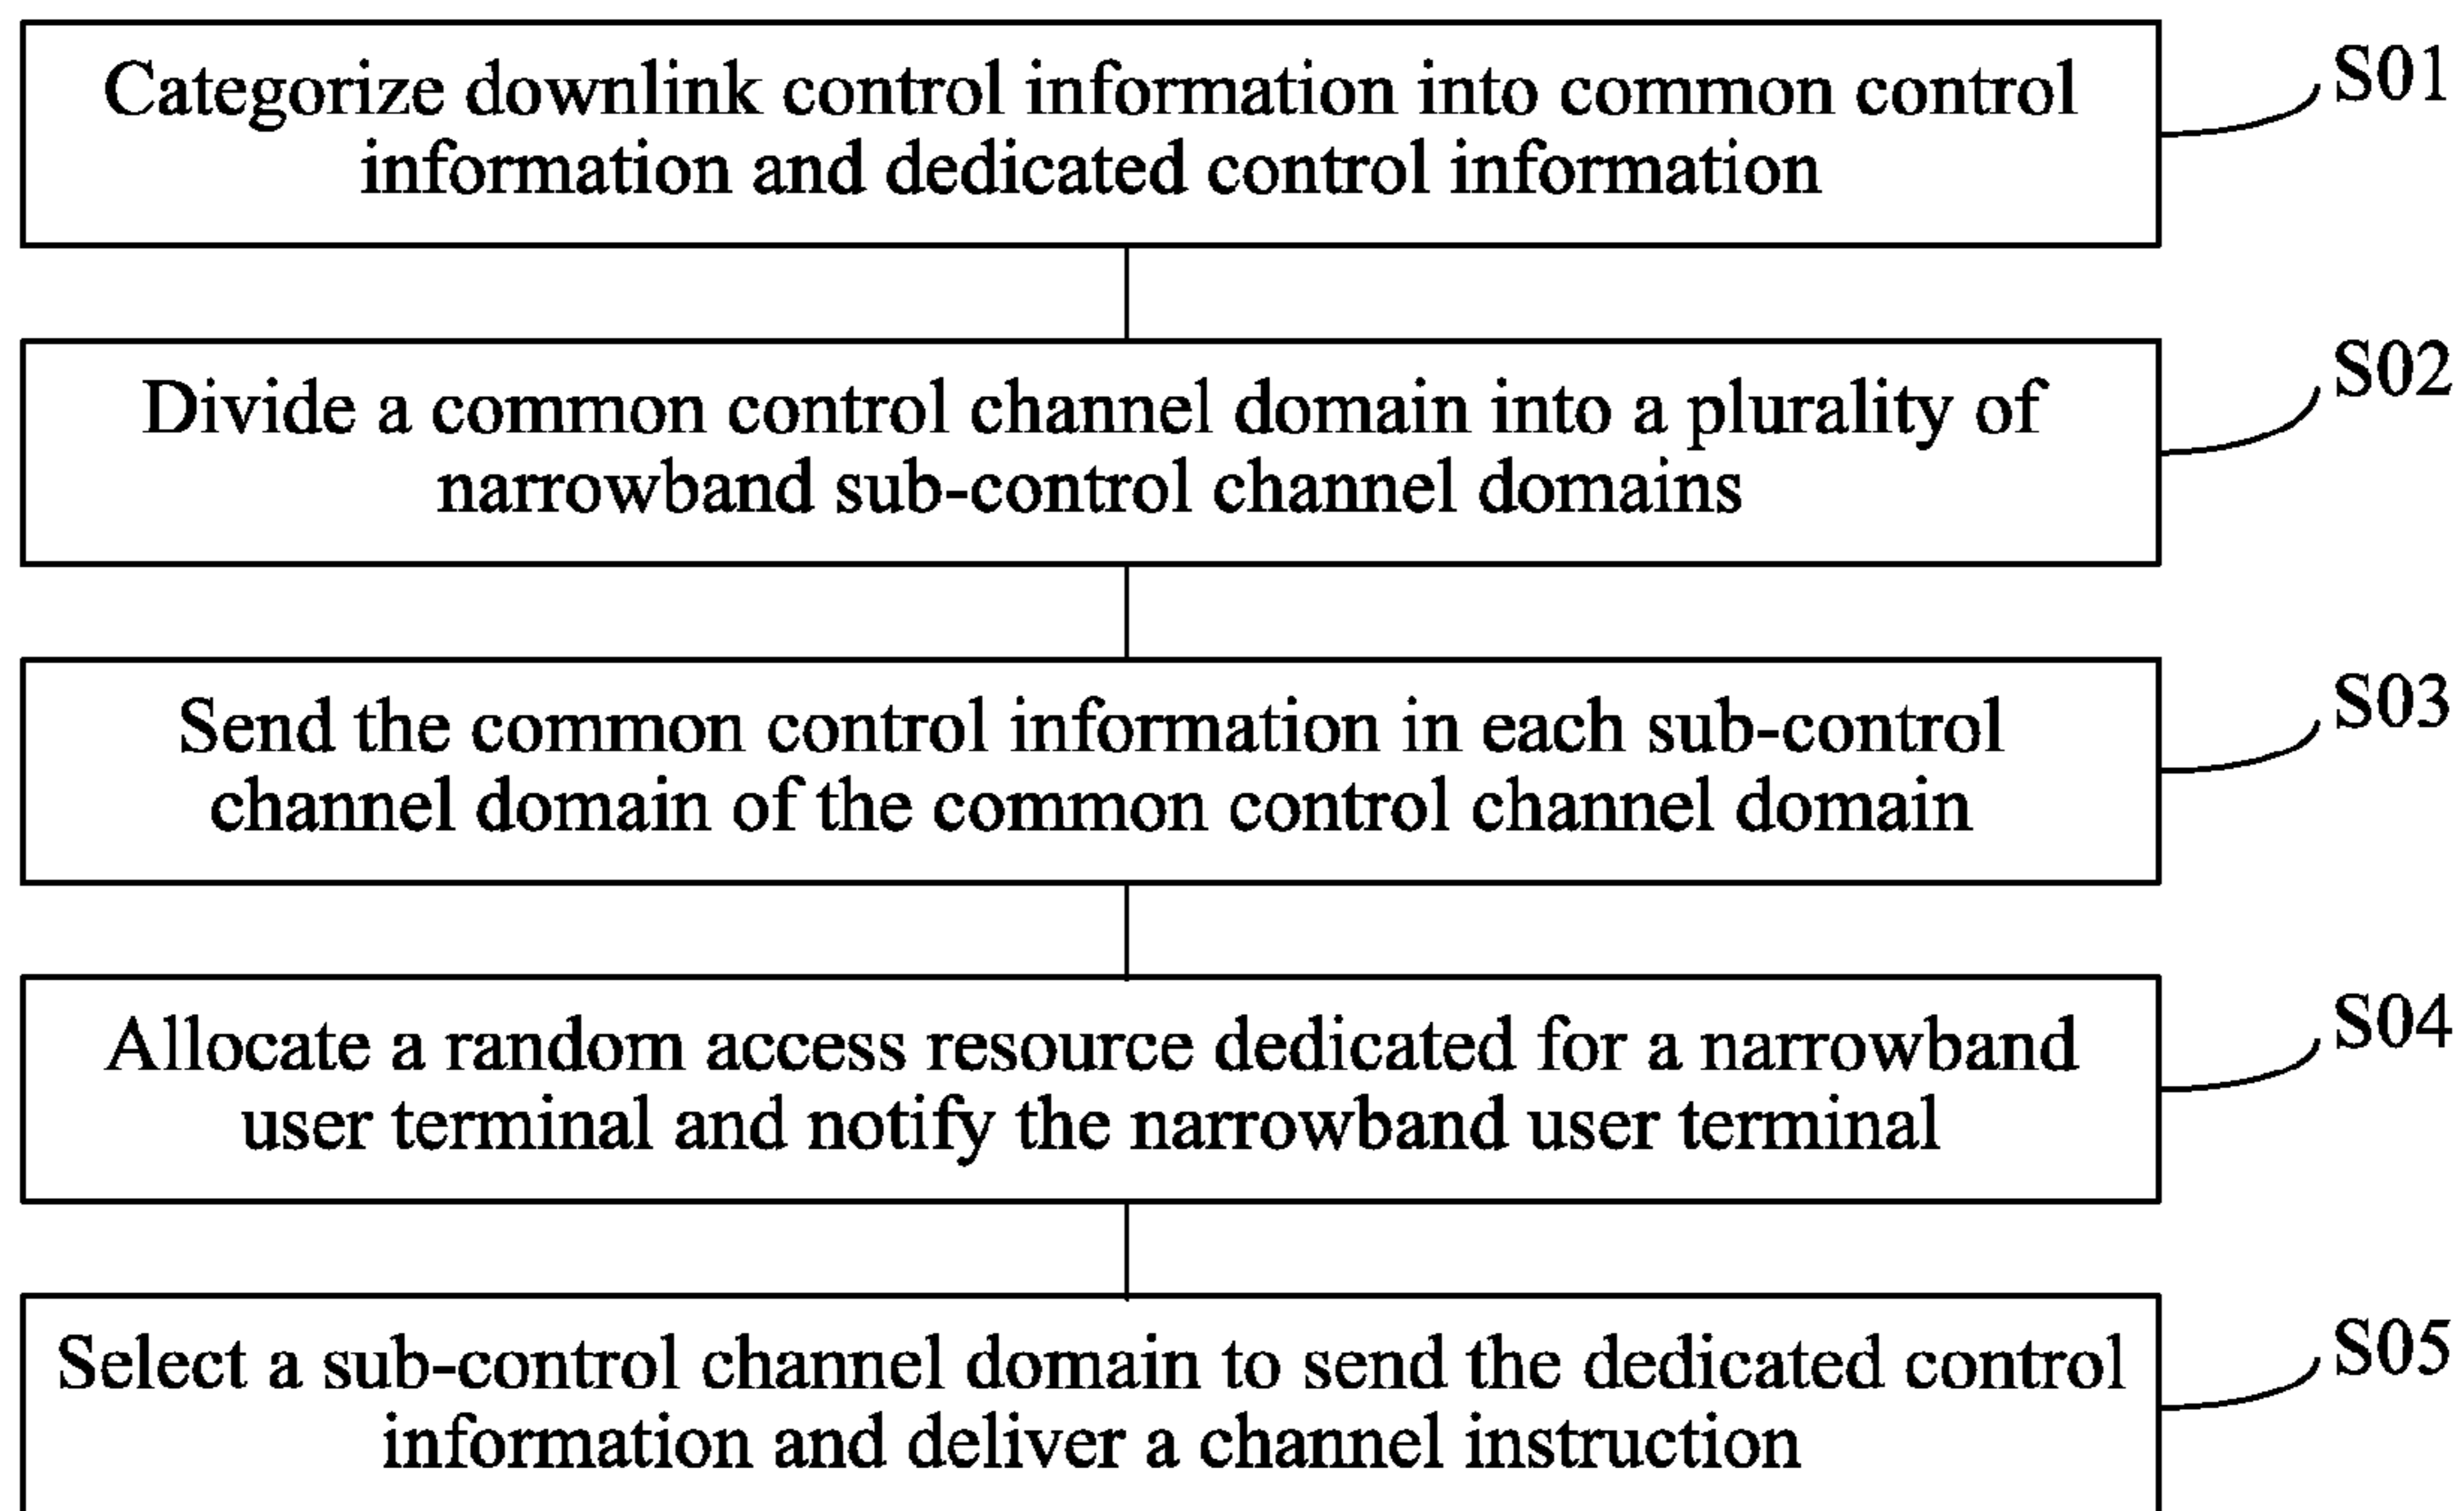 Categorize downlink control information into common control
information and dedicated control information
S01
Divide a common control channel domain into a plurality of
narrowband sub-control channel domains
S02
Send the common control information in each sub-control
channel domain of the common control channel domain
S03
Allocate a random access resource dedicated for a narrowband
user terminal and notify the narrowband user terminal
S04
Select a sub-control channel domain to send the dedicated control
information and deliver a channel instruction
S05